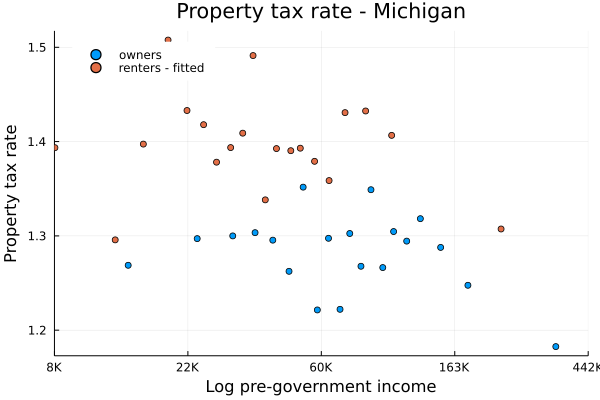 Property tax rate - Michigan
Property tax rate
1.5
1.4
1.3
1.2
owners
renters - fitted
8K
22K
60K
163K
442K
Log pre-government income